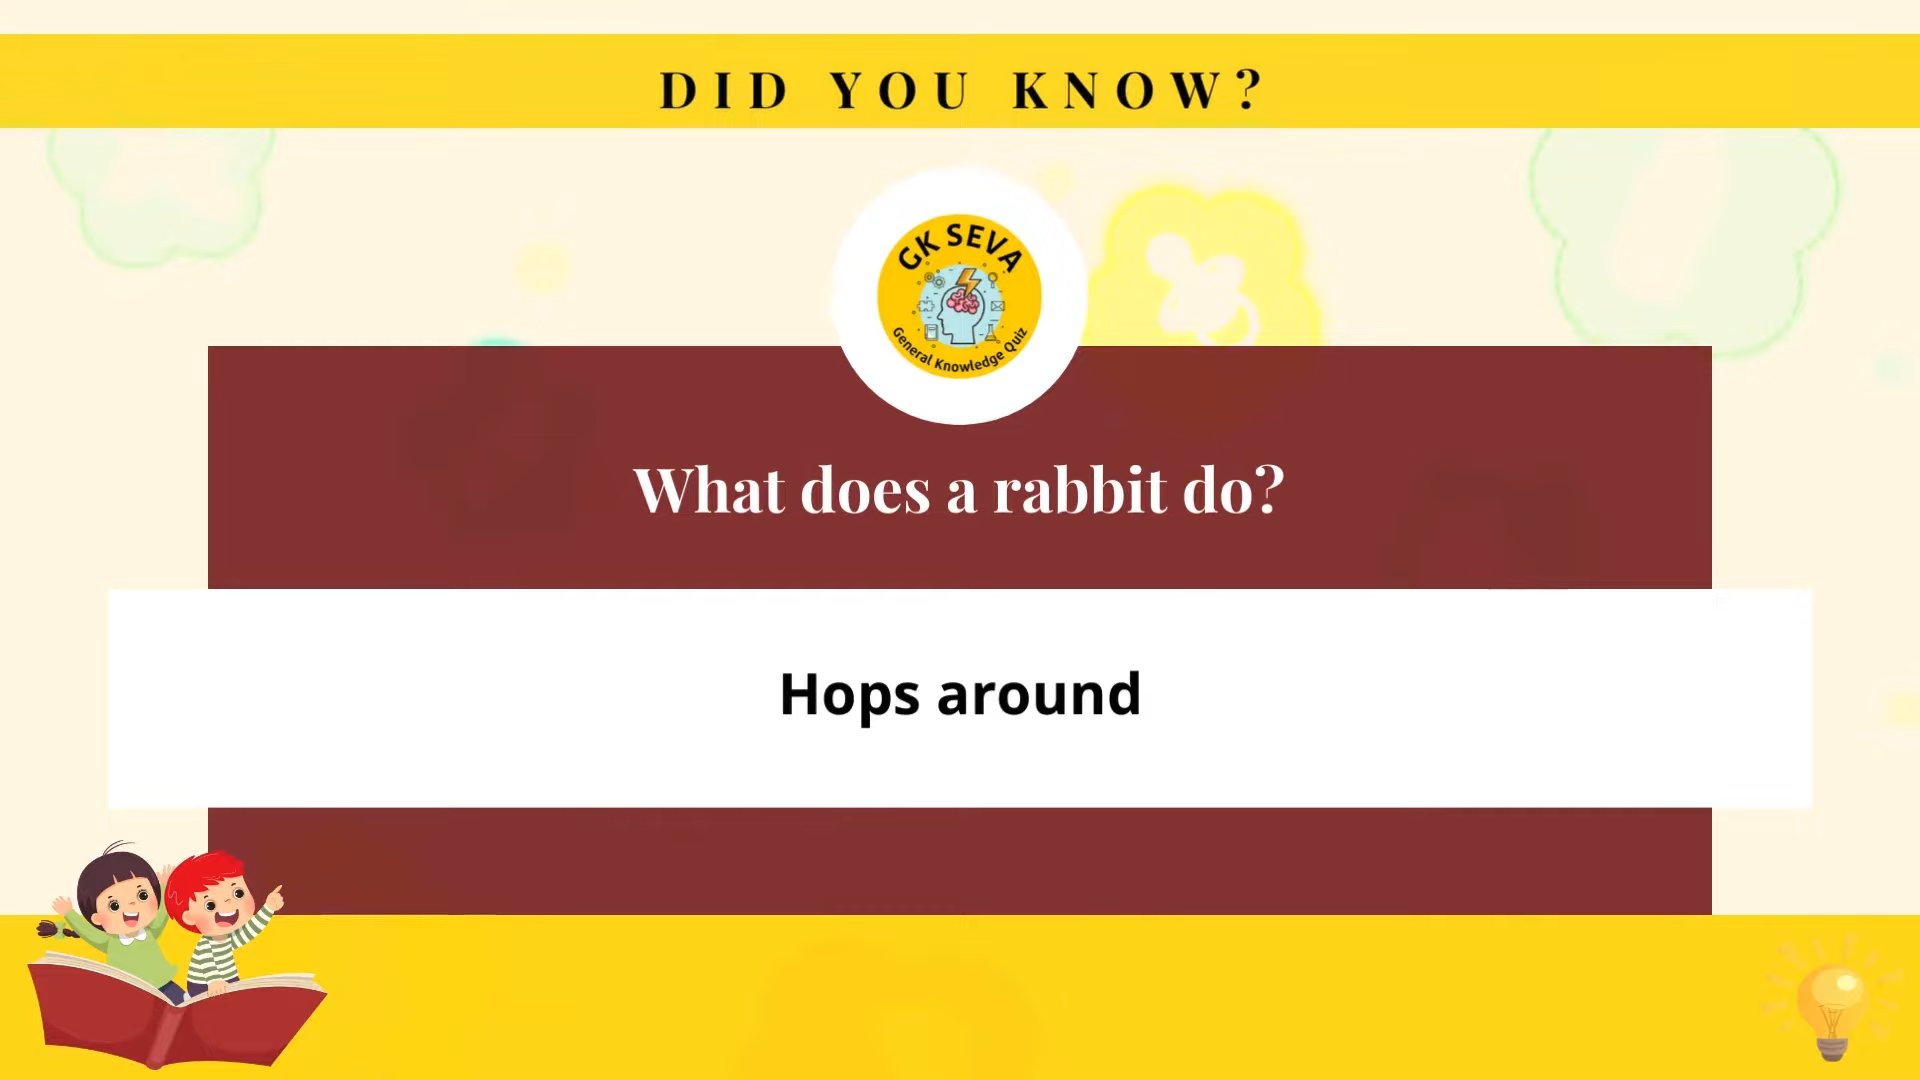 DID YOU KNOW?
GK SEVA
General Knowledge Quiz
What does a rabbit do?
Hops around